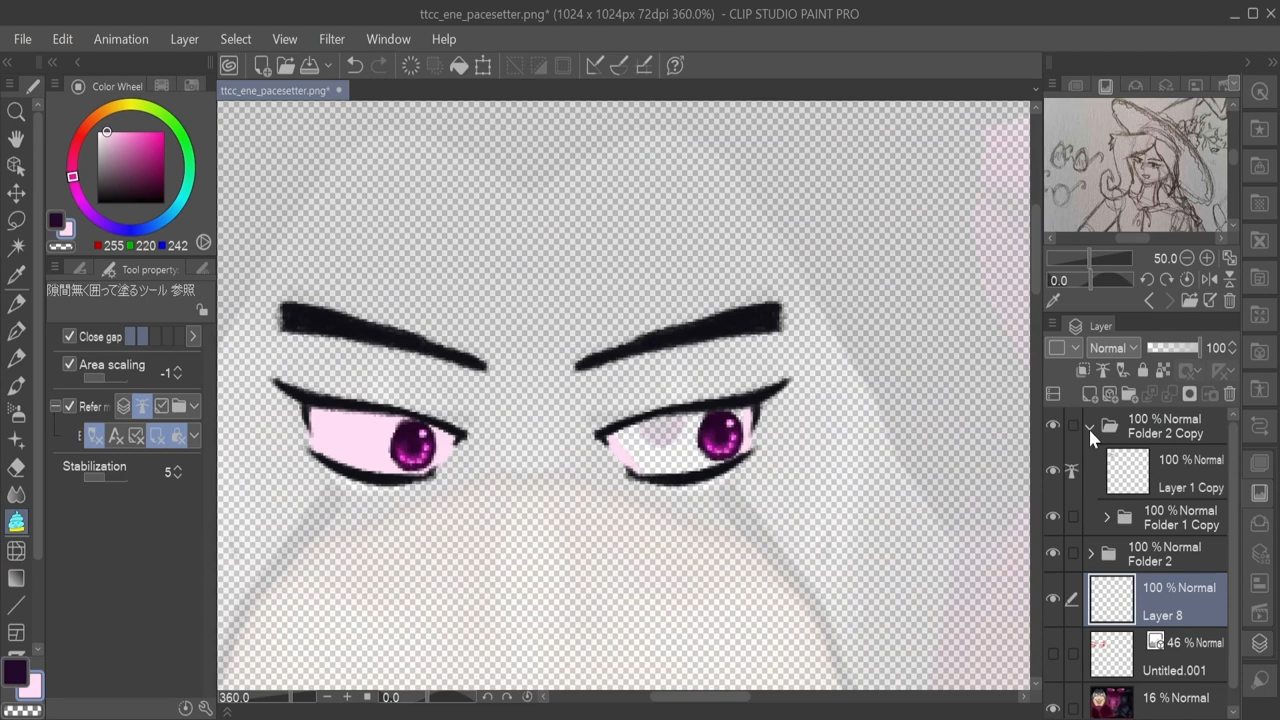 ttcc_ene_pacesetter.png* (1024 x 1024px 72dpi 360.0%) - CLIP STUDIO PAINT PRO
File Edit Animation Layer Select View Filter Window Help
ttcc_ene_pacesetter.png*
Color Wheel
255 220 242
Tool property:
隙間無く囲って塗るツール 参照
Close gap
Area scaling
-1
Refer
Stabilization
5
360.0
0.0
50.0
0.0
Layer
Normal 100
100 % Normal
Folder 2 Copy
100 % Normal
Layer 1 Copy
100 % Normal
Folder 1 Copy
100 % Normal
Folder 2
100 % Normal
Layer 8
46 % Normal
Untitled.001
16 % Normal